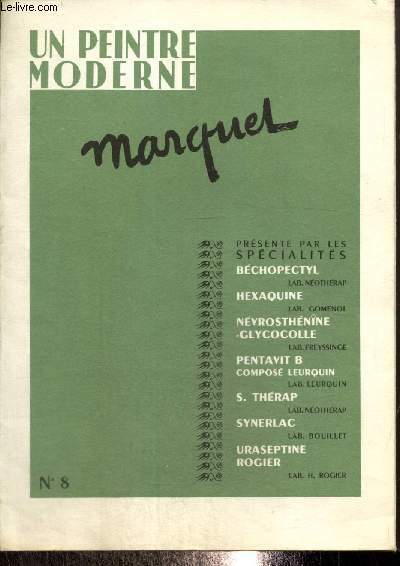 Le-livre.com
UN PEINTRE
MODERNE
marquet
PRÉSENTÉ PAR LES
SPÉCIALITÉS
BÉCHOPECTYL
LAB. NÉOTHÉRAP
HEXAQUINE
LAB. GOMENOL
NÉVROSTHÉNINE
-GLYCOCOLLE
LAB. FREYSSINGE
PENTAVIT B
COMPOSÉ LEURQUIN
LAB. LEURQUIN
S. THÉRAP
LAB. NÉOTHÉRAP
SYNERLAC
LAB. BOUILLET
URASEPTINE
ROGIER
LAB. H. ROGIER
N° 8